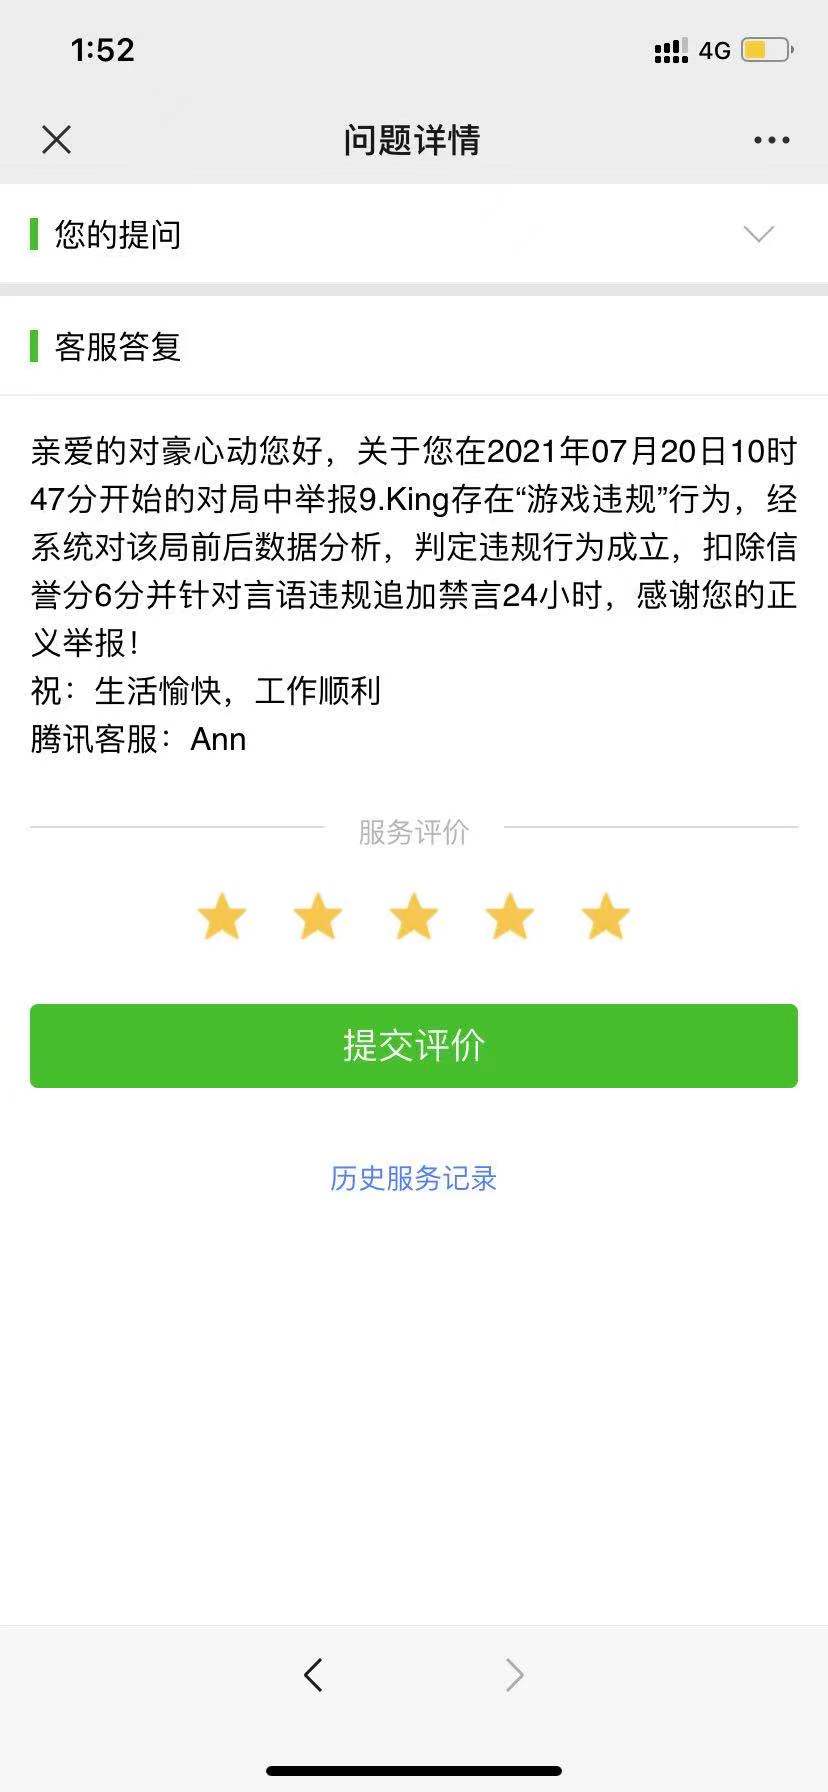 1:52
4G
问题详情
您的提问
客服答复
亲爱的对豪心动您好，关于您在2021年07月20日10时
47分开始的对局中举报9.King存在“游戏违规”行为，经
系统对该局前后数据分析，判定违规行为成立，扣除信
誉分6分并针对言语违规追加禁言24小时，感谢您的正
义举报！
祝：生活愉快，工作顺利
腾讯客服：Ann
服务评价
提交评价
历史服务记录